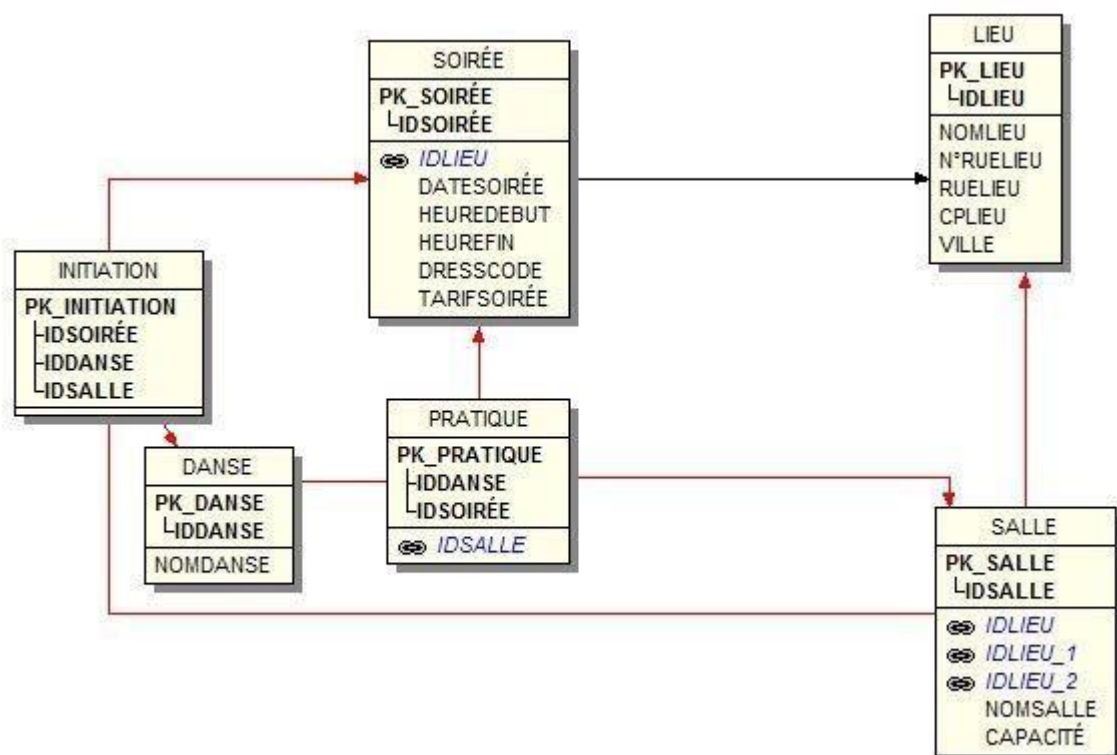 SOIRÉE
PK_SOIRÉE
IDSOIRÉE
IDLIEU
DATESOIRÉE
HEUREDEBUT
HEUREFIN
DRESSCODE
TARIFSOIRÉE
LIEU
PK_LIEU
IDLIEU
NOMLIEU
N°RUELIEU
RUELIEU
CPLIEU
VILLE
INITIATION
PK_INITIATION
IDSOIRÉE
IDDANSE
IDSALLE
DANSE
PK_DANSE
IDDANSE
NOMDANSE
PRATIQUE
PK_PRATIQUE
IDDANSE
IDSOIRÉE
IDSALLE
SALLE
PK_SALLE
IDSALLE
IDLIEU
IDLIEU_1
IDLIEU_2
NOMSALLE
CAPACITÉ